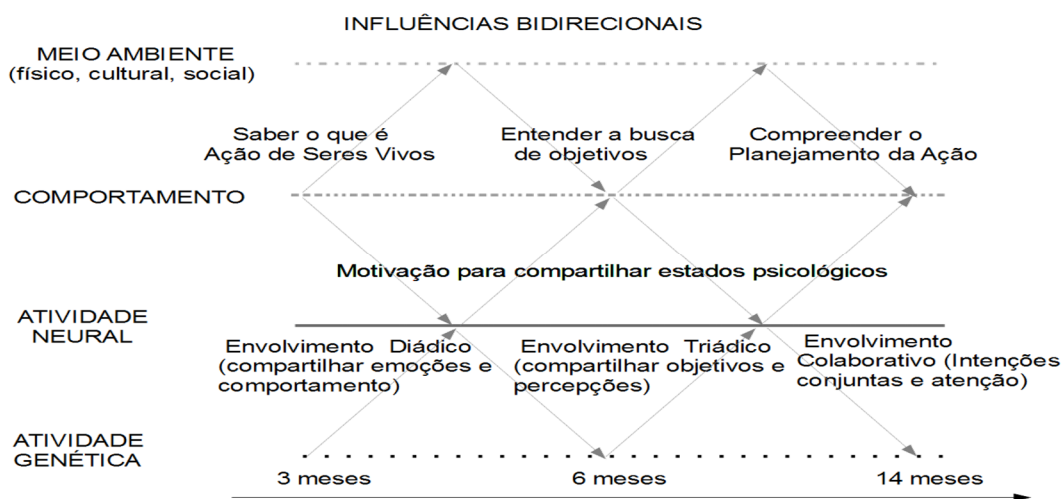 INFLUÊNCIAS BIDIRECIONAIS
MEIO AMBIENTE
(físico, cultural, social)
Saber o que é
Ação de Seres Vivos
Entender a busca
de objetivos
Compreender o
Planejamento da Ação
COMPORTAMENTO
Motivação para compartilhar estados psicológicos
ATIVIDADE
NEURAL
Envolvimento Diádico
(compartilhar emoções e
comportamento)
Envolvimento Triádico
(compartilhar objetivos e
percepções)
Envolvimento
Colaborativo (Intenções
conjuntas e atenção)
ATIVIDADE
GENÉTICA
3 meses
6 meses
14 meses